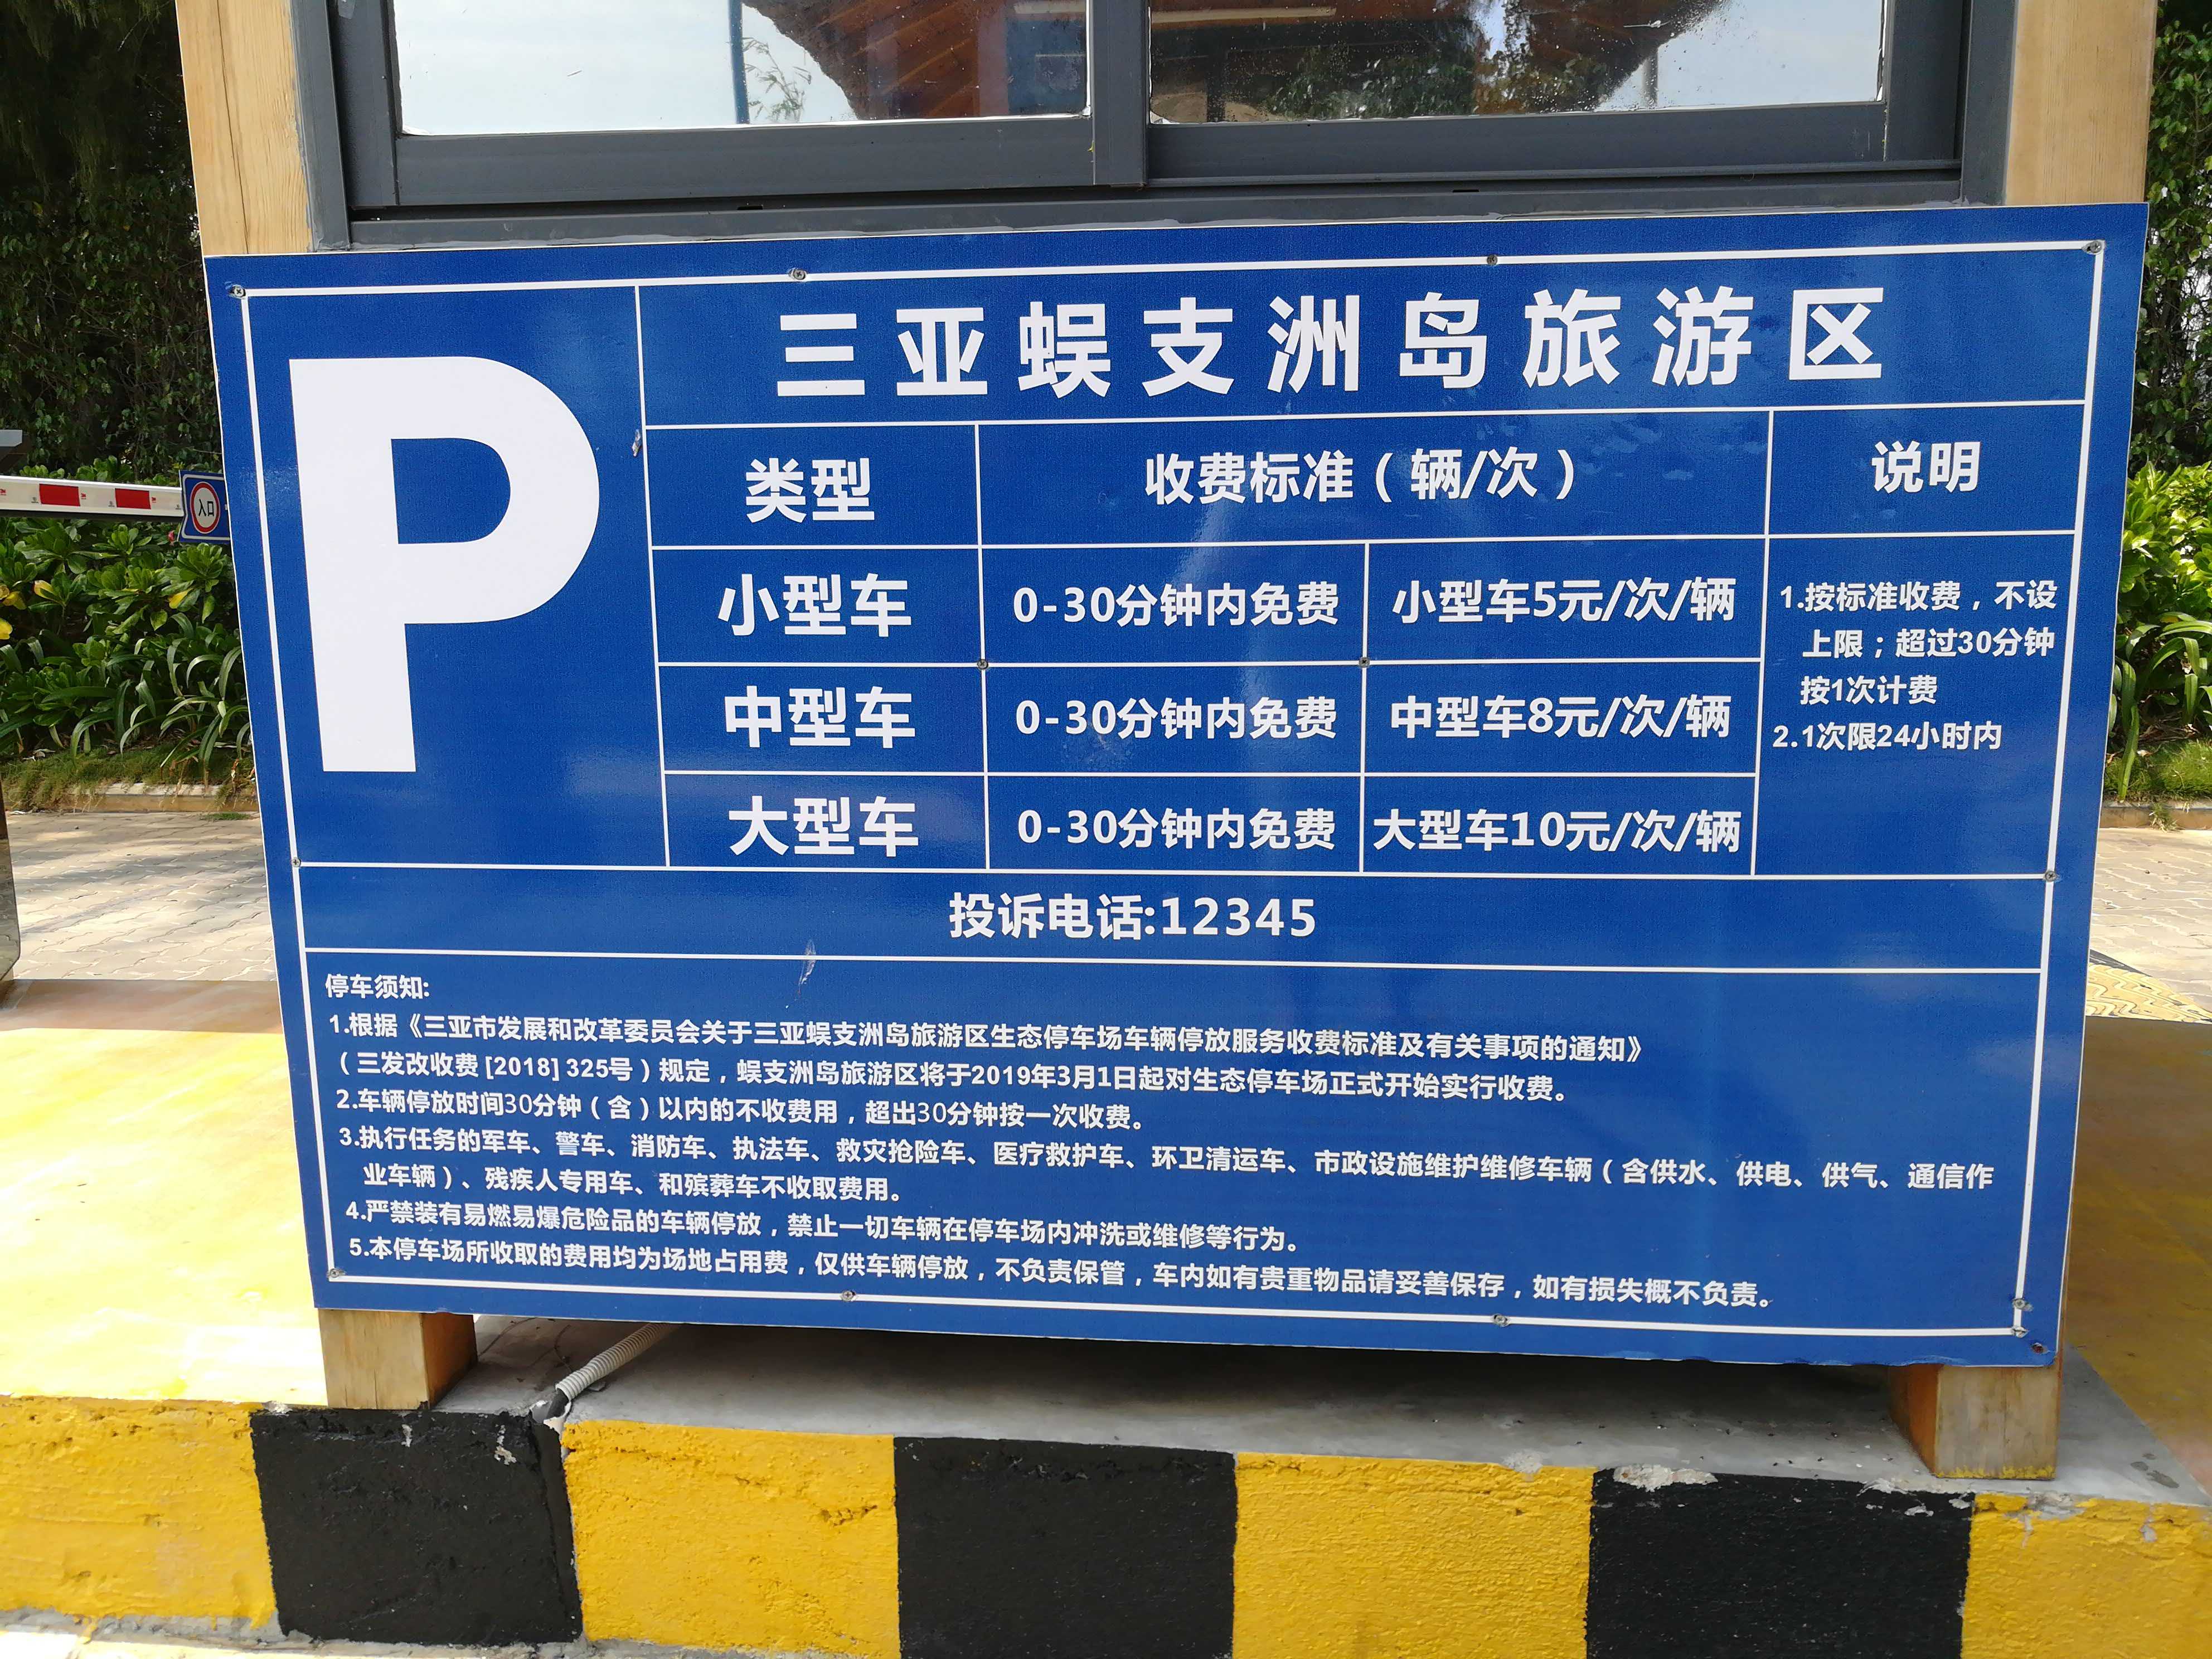 P
三亚蜈支洲岛旅游区
类型 收费标准（辆/次） 说明
小型车 0-30分钟内免费 小型车5元/次/辆
中型车 0-30分钟内免费 中型车8元/次/辆
大型车 0-30分钟内免费 大型车10元/次/辆
1.按标准收费，不设
上限；超过30分钟
按1次计费
2.1次限24小时内
投诉电话:12345
停车须知:
1.根据《三亚市发展和改革委员会关于三亚蜈支洲岛旅游区生态停车场车辆停放服务收费标准及有关事项的通知》
（三发改收费 [2018] 325号）规定，蜈支洲岛旅游区将于2019年3月1日起对生态停车场正式开始实行收费。
2.车辆停放时间30分钟（含）以内的不收费用，超出30分钟按一次收费。
3.执行任务的军车、警车、消防车、执法车、救灾抢险车、医疗救护车、环卫清运车、市政设施维护维修车辆（含供水、供电、供气、通信作
业车辆）、残疾人专用车、和殡葬车不收取费用。
4.严禁装有易燃易爆危险品的车辆停放，禁止一切车辆在停车场内冲洗或维修等行为。
5.本停车场所收取的费用均为场地占用费，仅供车辆停放，不负责保管，车内如有贵重物品请妥善保存，如有损失概不负责。
入口